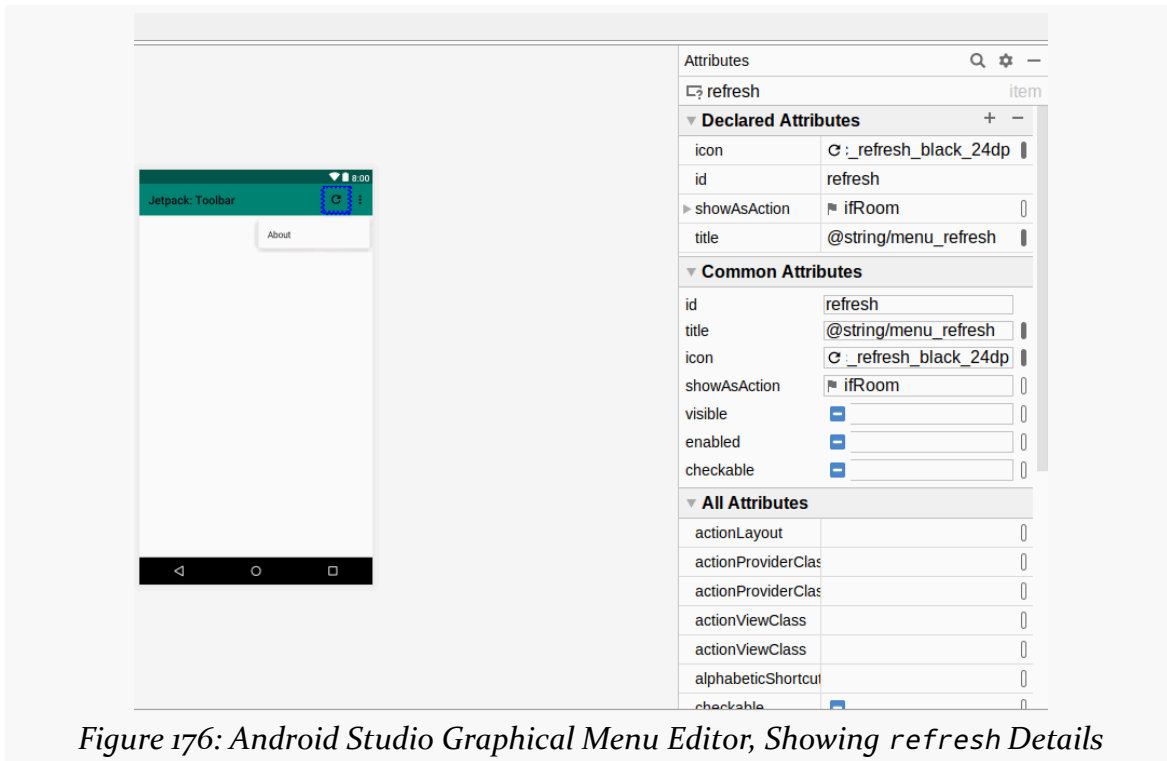 Attributes
refresh item
Declared Attributes
icon :_refresh_black_24dp
id refresh
showAsAction ifRoom
title @string/menu_refresh
Common Attributes
id refresh
title @string/menu_refresh
icon :_refresh_black_24dp
showAsAction ifRoom
visible
enabled
checkable
All Attributes
actionLayout
actionProviderClas
actionProviderClas
actionViewClass
actionViewClass
alphabeticShortcut
checkable
8:00
Jetpack: Toolbar
About
Figure 176: Android Studio Graphical Menu Editor, Showing refresh Details